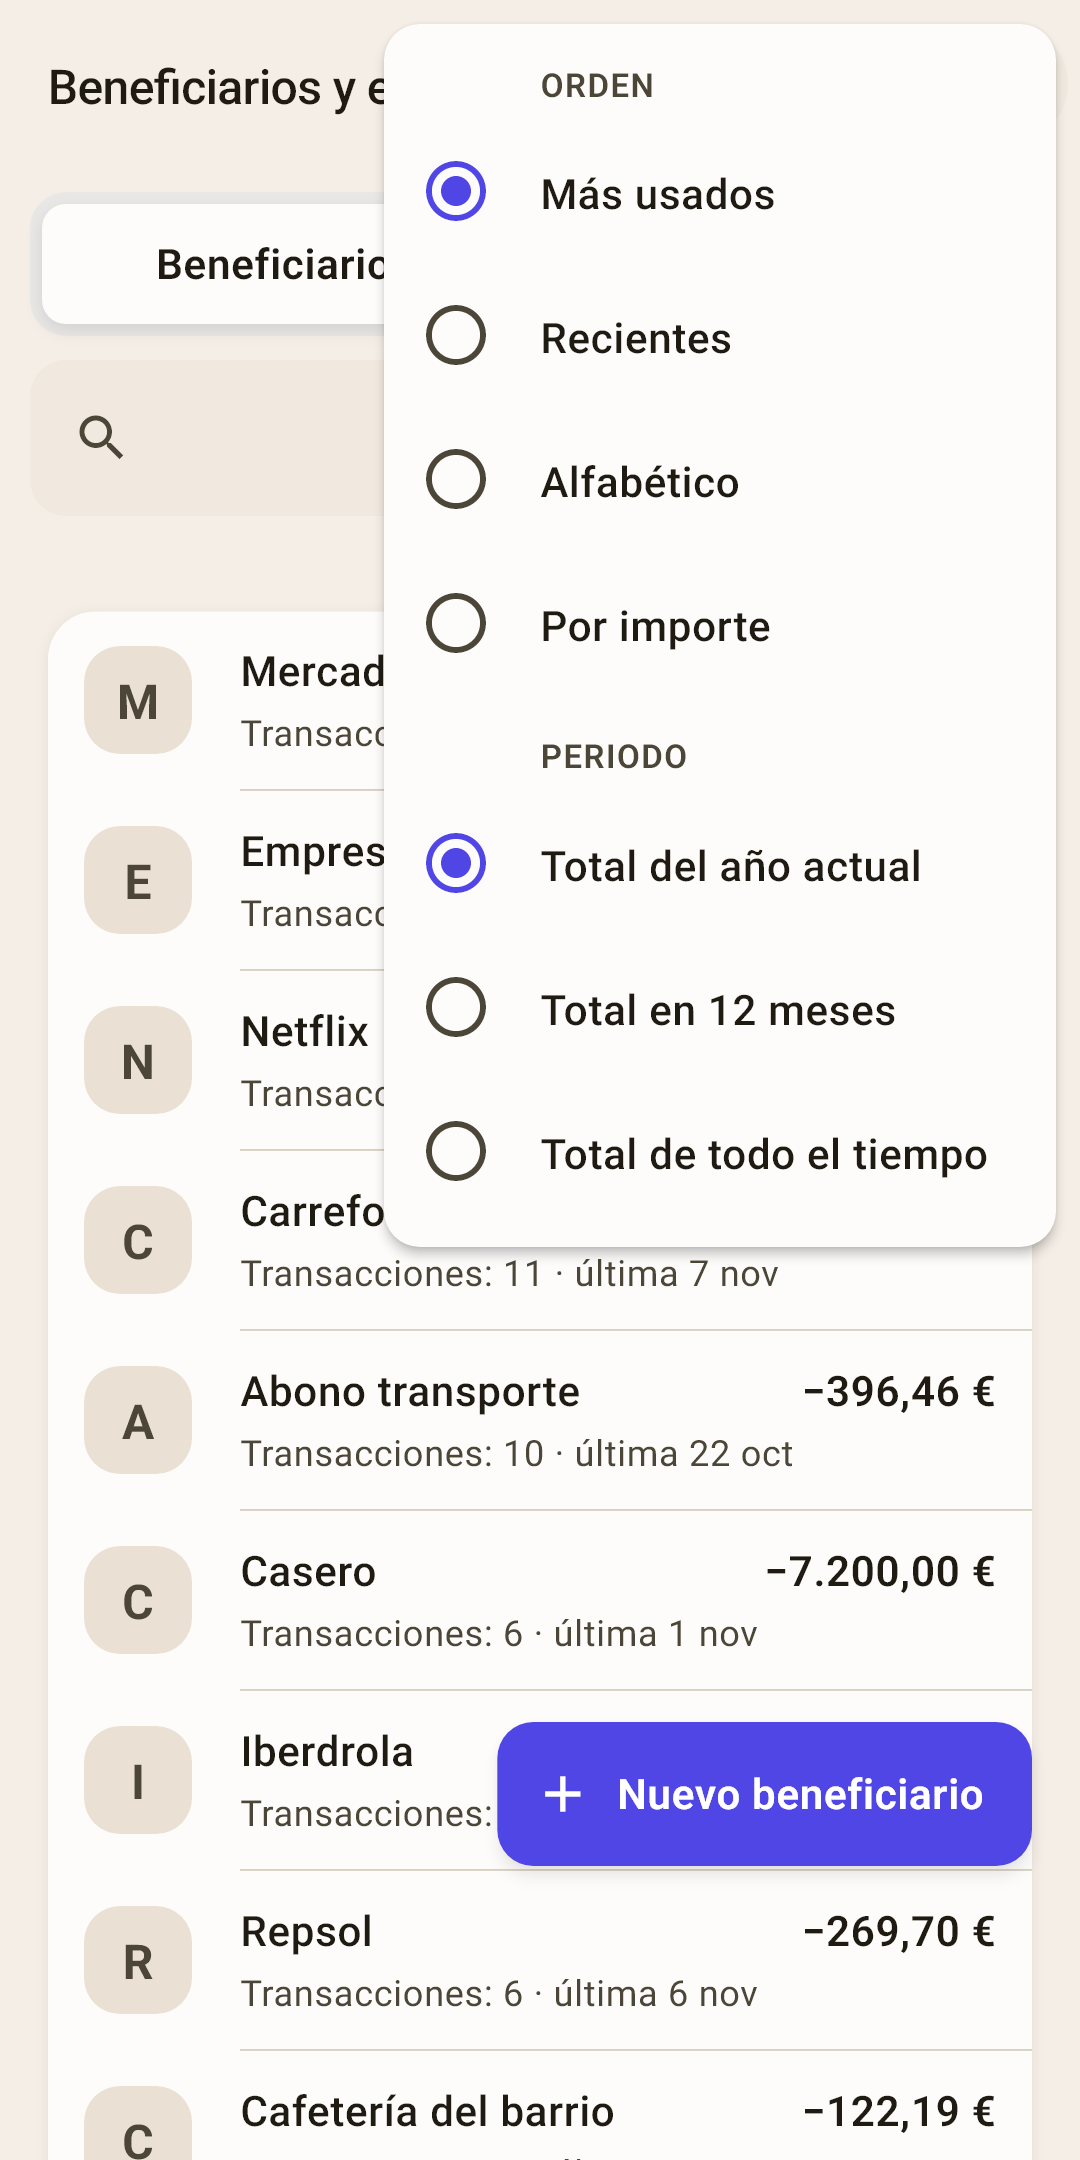 Beneficiarios y
ORDEN
Más usados
Beneficiario
Recientes
Alfabético
Por importe
PERIODO
Total del año actual
Total en 12 meses
Total de todo el tiempo
M
Mercad
Transacc
E
Empres
Transacc
N
Netflix
Transacc
C
Carrefo
Transacciones: 11 · última 7 nov
A
Abono transporte −396,46 €
Transacciones: 10 · última 22 oct
C
Casero −7.200,00 €
Transacciones: 6 · última 1 nov
I
Iberdrola
Transacciones:
+ Nuevo beneficiario
R
Repsol −269,70 €
Transacciones: 6 · última 6 nov
C
Cafetería del barrio −122,19 €